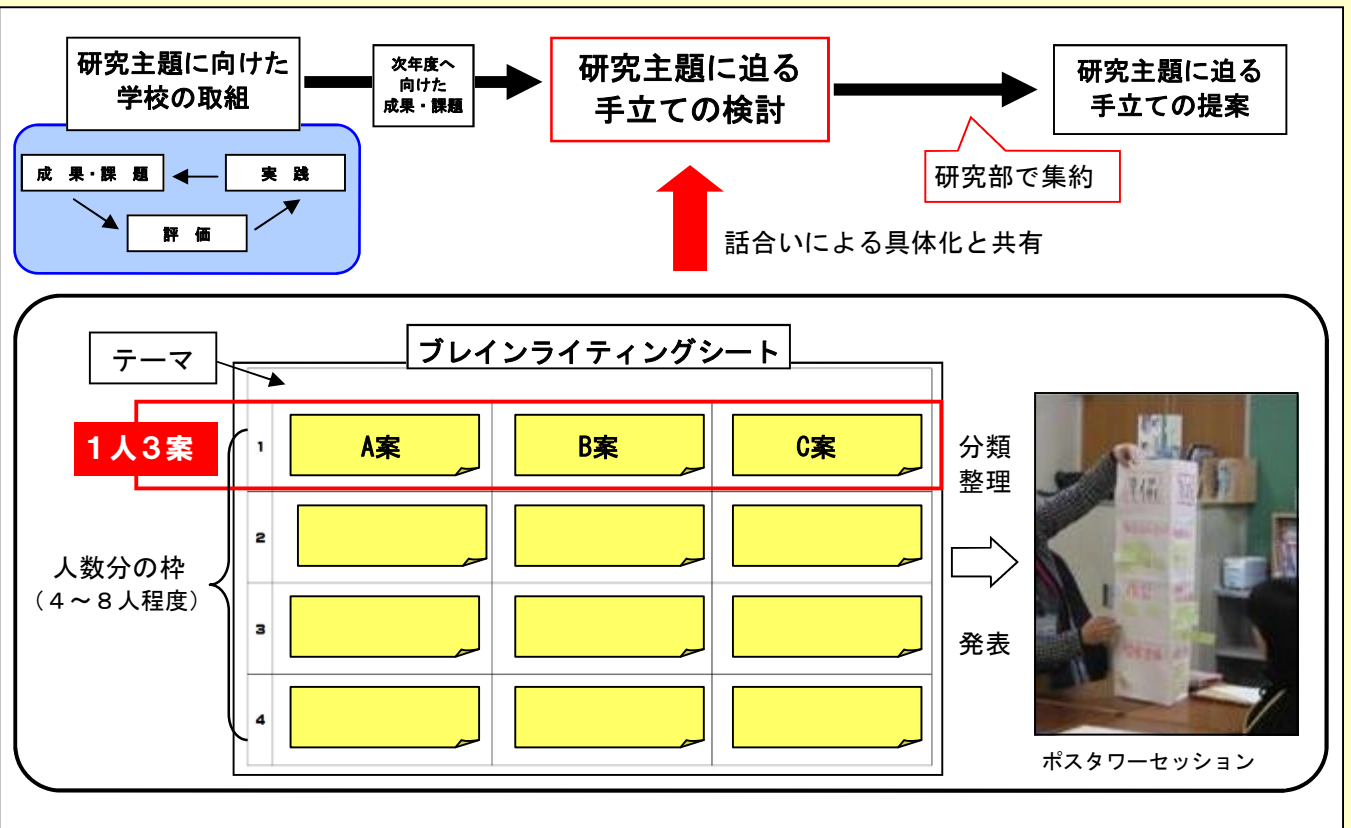 研究主題に向けた
学校の取組
次年度へ
向けた
成果・課題
研究主題に迫る
手立ての検討
研究主題に迫る
手立ての提案
成 果・課 題
実 践
評 価
研究部で集約
話合いによる具体化と共有
テーマ
ブレインライティングシート
1人3案
1
A案
B案
C案
2
3
4
人数分の枠
（4～8人程度）
分類
整理
発表
ポスタワーセッション